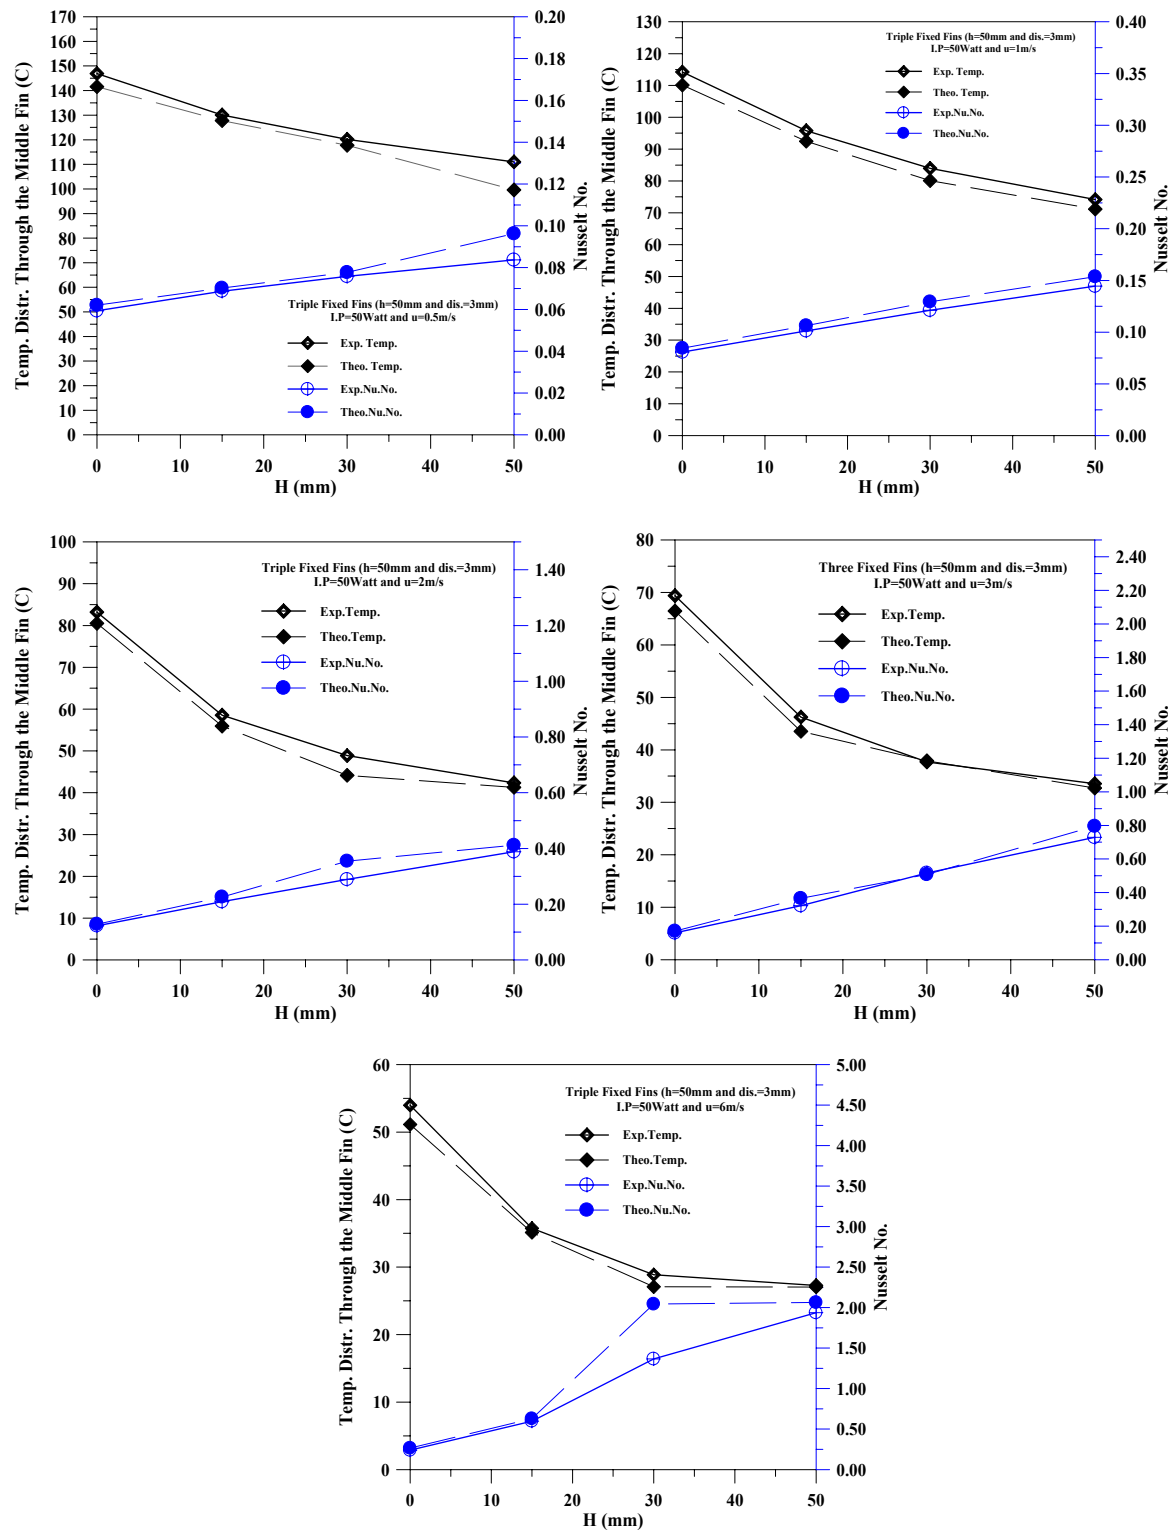 Temp. Distr. Through the Middle Fin (C)
170
160
150
140
130
120
110
100
90
80
70
60
50
40
30
20
10
0
0.20
0.18
0.16
0.14
0.12
0.10
0.08
0.06
0.04
0.02
0.00
Nusselt No.
Triple Fixed Fins (h=50mm and dis.=3mm)
I.P=50Watt and u=0.5m/s
Exp. Temp.
Theo. Temp.
Exp.Nu.No.
Theo.Nu.No.
0 10 20 30 40 50
H (mm)
Temp. Distr. Through the Middle Fin (C)
130
120
110
100
90
80
70
60
50
40
30
20
10
0
0.40
0.35
0.30
0.25
0.20
0.15
0.10
0.05
0.00
Nusselt No.
Triple Fixed Fins (h=50mm and dis.=3mm)
I.P=50Watt and u=1m/s
Exp. Temp.
Theo. Temp.
Exp.Nu.No.
Theo.Nu.No.
0 10 20 30 40 50
H (mm)
Temp. Distr. Through the Middle Fin (C)
100
90
80
70
60
50
40
30
20
10
0
1.40
1.20
1.00
0.80
0.60
0.40
0.20
0.00
Nusselt No.
Triple Fixed Fins (h=50mm and dis.=3mm)
I.P=50Watt and u=2m/s
Exp.Temp.
Theo.Temp.
Exp.Nu.No.
Theo.Nu.No.
0 10 20 30 40 50
H (mm)
Temp. Distr. Through the Middle Fin (C)
80
70
60
50
40
30
20
10
0
2.40
2.20
2.00
1.80
1.60
1.40
1.20
1.00
0.80
0.60
0.40
0.20
0.00
Nusselt No.
Three Fixed Fins (h=50mm and dis.=3mm)
I.P=50Watt and u=3m/s
Exp.Temp.
Theo.Temp.
Exp.Nu.No.
Theo.Nu.No.
0 10 20 30 40 50
H (mm)
Temp. Distr. Through the Middle Fin (C)
60
50
40
30
20
10
0
5.00
4.50
4.00
3.50
3.00
2.50
2.00
1.50
1.00
0.50
0.00
Nusselt No.
Triple Fixed Fins (h=50mm and dis.=3mm)
I.P=50Watt and u=6m/s
Exp.Temp.
Theo.Temp.
Exp.Nu.No.
Theo.Nu.No.
0 10 20 30 40 50
H (mm)